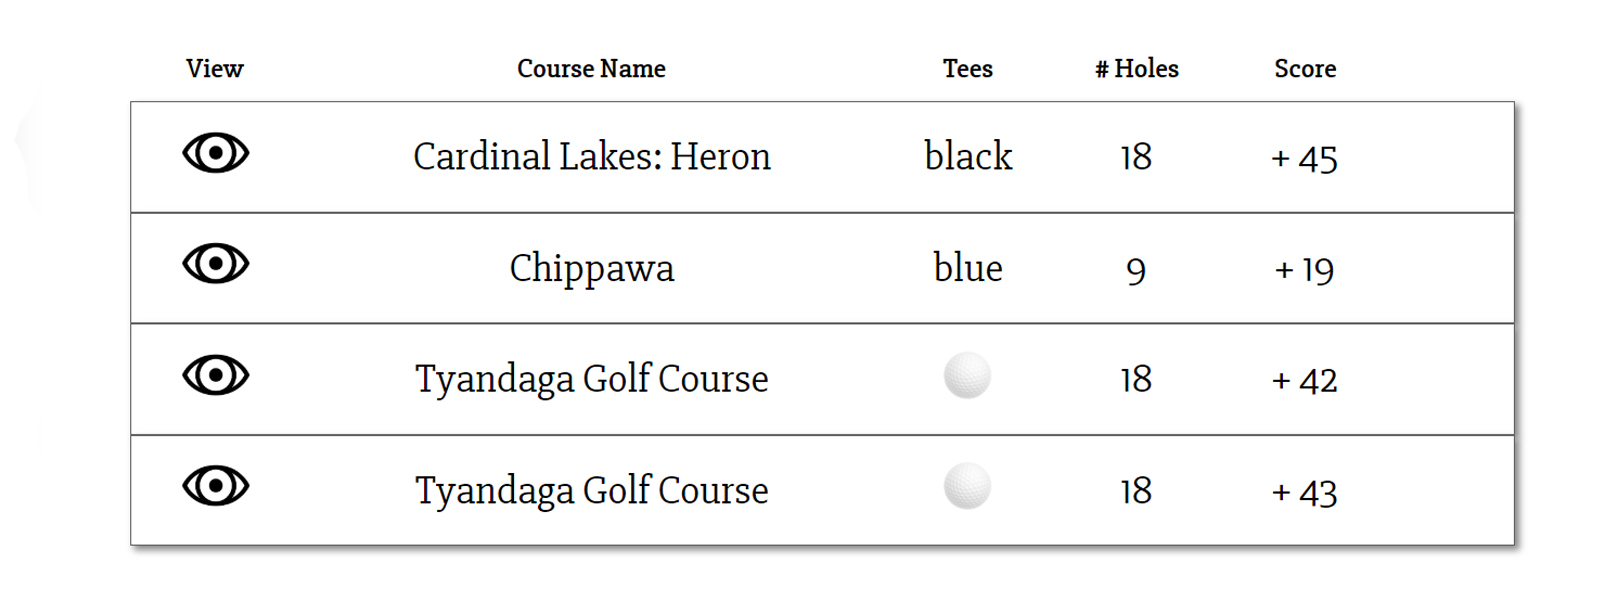 View Course Name Tees # Holes Score
Cardinal Lakes: Heron black 18 + 45
Chippawa blue 9 + 19
Tyandaga Golf Course 18 + 42
Tyandaga Golf Course 18 + 43